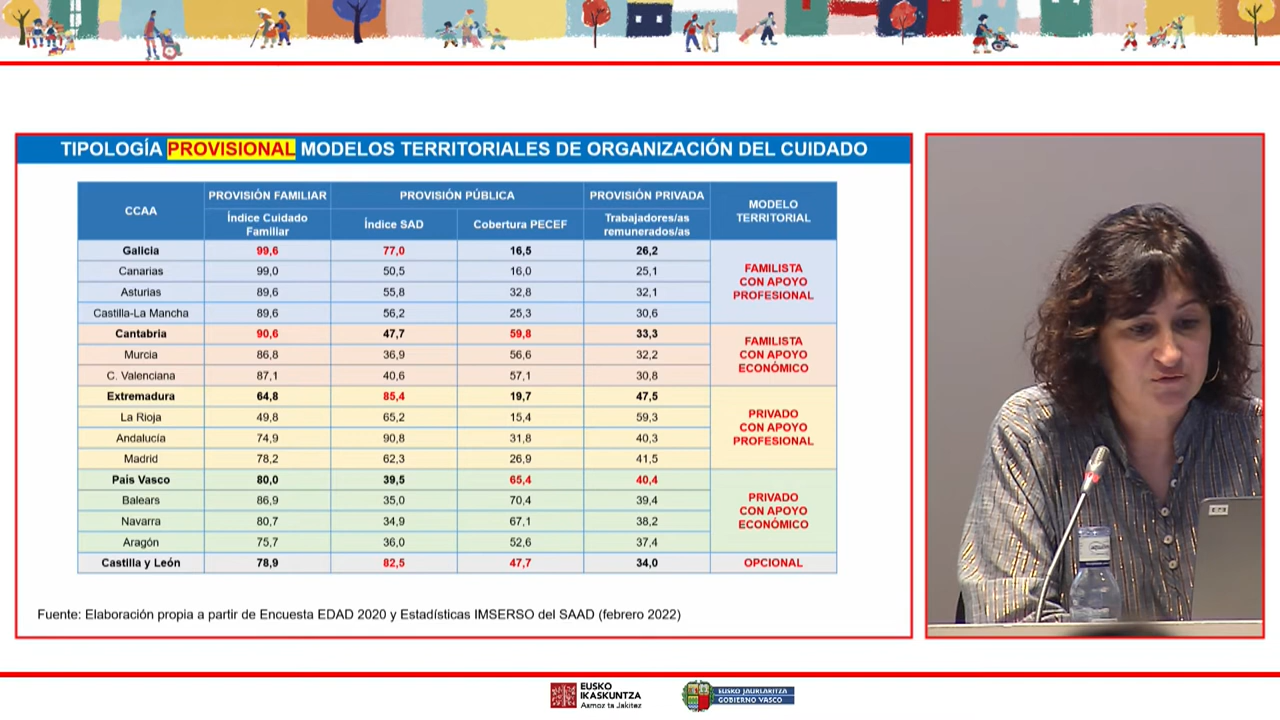 TIPOLOGÍA PROVISIONAL MODELOS TERRITORIALES DE ORGANIZACIÓN DEL CUIDADO
CCAA PROVISIÓN FAMILIAR PROVISIÓN PÚBLICA PROVISIÓN PRIVADA MODELO TERRITORIAL
Índice Cuidado Familiar Índice SAD Cobertura PECEF Trabajadores/as remunerados/as
Galicia 99,6 77,0 16,5 26,2 FAMILISTA CON APOYO PROFESIONAL
Canarias 99,0 50,5 16,0 25,1
Asturias 89,6 55,8 32,8 32,1
Castilla-La Mancha 89,6 56,2 25,3 30,6
Cantabria 90,6 47,7 59,8 33,3 FAMILISTA CON APOYO ECONÓMICO
Murcia 86,8 36,9 56,6 32,2
C. Valenciana 87,1 40,6 57,1 30,8
Extremadura 64,8 85,4 19,7 47,5 PRIVADO CON APOYO PROFESIONAL
La Rioja 49,8 65,2 15,4 59,3
Andalucía 74,9 90,8 31,8 40,3
Madrid 78,2 62,3 26,9 41,5
País Vasco 80,0 39,5 65,4 40,4 PRIVADO CON APOYO ECONÓMICO
Balears 86,9 35,0 70,4 39,4
Navarra 80,7 34,9 67,1 38,2
Aragón 75,7 36,0 52,6 37,4
Castilla y León 78,9 82,5 47,7 34,0 OPCIONAL
Fuente: Elaboración propia a partir de Encuesta EDAD 2020 y Estadísticas IMSERSO del SAAD (febrero 2022)
EUSKO
IKASKUNTZA
Asmoz ta Jakitez
EUSKO JAURLARITZA
GOBIERNO VASCO